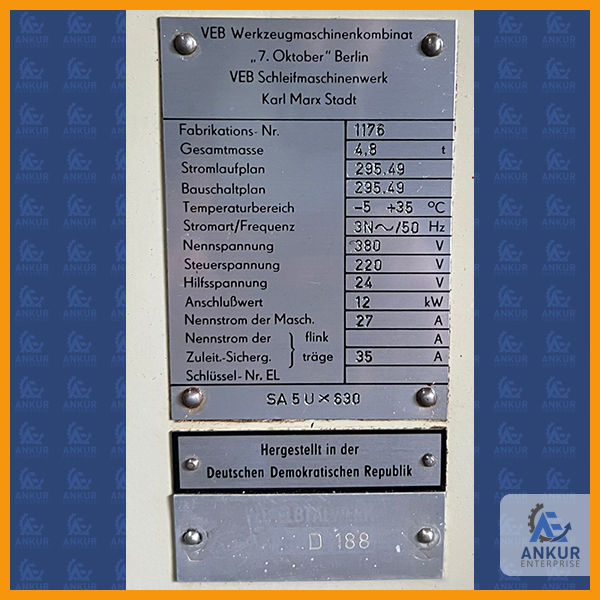 VEB Werkzeugmaschinenkombinat
„7. Oktober" Berlin
VEB Schleifmaschinenwerk
Karl Marx Stadt
Fabrikations-Nr. 1176
Gesamtmasse 4,8 t
Stromlaufplan 295.49
Bauschaltplan 295.49
Temperaturbereich -5 +35 °C
Stromart/Frequenz 3N~/50 Hz
Nennspannung 380 V
Steuerspannung 220 V
Hilfsspannung 24 V
Anschlußwert 12 kW
Nennstrom der Masch. 27 A
Nennstrom der } flink A
Zuleit.-Sicherg. } träge 35 A
Schlüssel-Nr. EL
SA 5 U × 630
Hergestellt in der
Deutschen Demokratischen Republik
D 188
ANKUR
ENTERPRISE